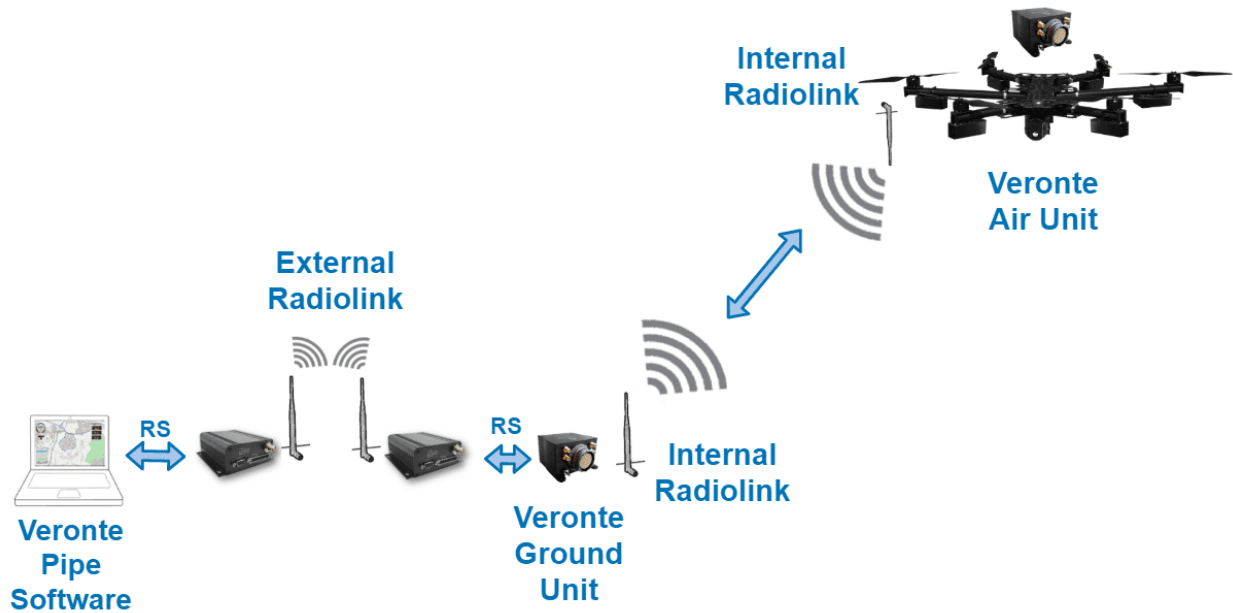 Internal
Radiolink
Veronte
Air Unit
External
Radiolink
RS
RS
Internal
Radiolink
Veronte
Pipe
Software
Veronte
Ground
Unit